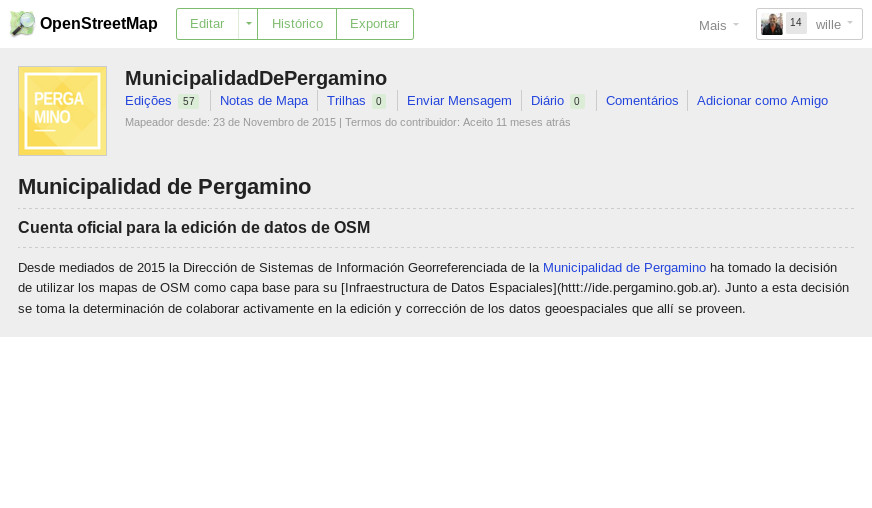 OpenStreetMap Editar Histórico Exportar Mais 14 wille
PERGA
MINO
MunicipalidadDePergamino
Edições 57 Notas de Mapa Trilhas 0 Enviar Mensagem Diário 0 Comentários Adicionar como Amigo
Mapeador desde: 23 de Novembro de 2015 | Termos do contribuidor: Aceito 11 meses atrás
Municipalidad de Pergamino
Cuenta oficial para la edición de datos de OSM
Desde mediados de 2015 la Dirección de Sistemas de Información Georreferenciada de la Municipalidad de Pergamino ha tomado la decisión
de utilizar los mapas de OSM como capa base para su [Infraestructura de Datos Espaciales](httt://ide.pergamino.gob.ar). Junto a esta decisión
se toma la determinación de colaborar activamente en la edición y corrección de los datos geoespaciales que allí se proveen.